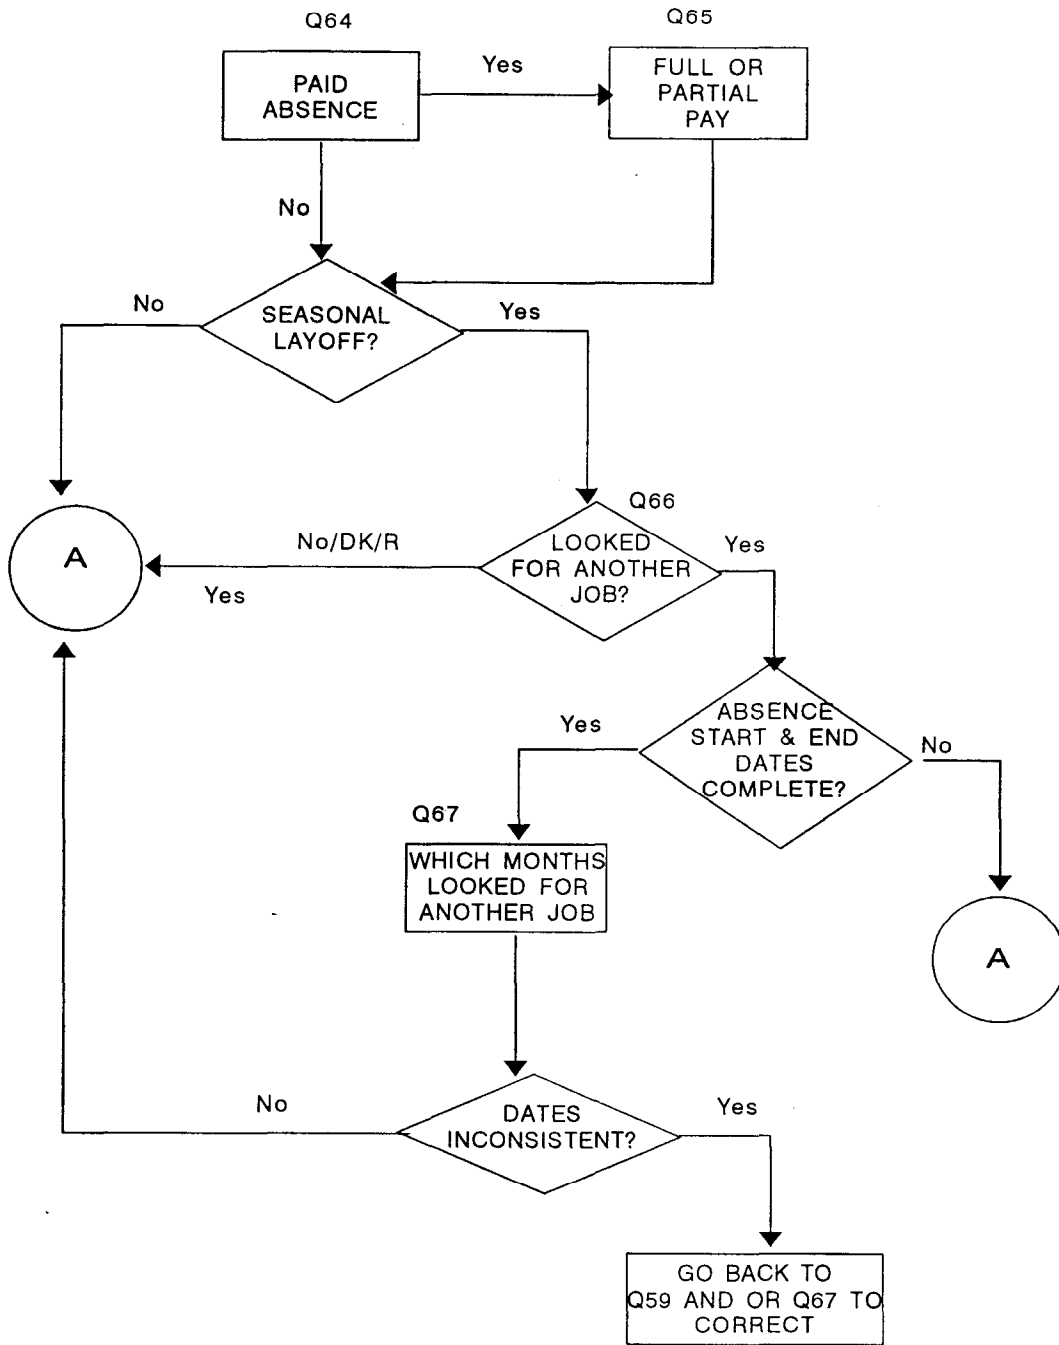 Q64
Q65
PAID
ABSENCE
Yes
FULL OR
PARTIAL
PAY
No
No
SEASONAL
LAYOFF?
Yes
Q66
A
No/DK/R
Yes
LOOKED
FOR ANOTHER
JOB?
Yes
Yes
ABSENCE
START & END
DATES
COMPLETE?
No
Q67
WHICH MONTHS
LOOKED FOR
ANOTHER JOB
A
No
DATES
INCONSISTENT?
Yes
GO BACK TO
Q59 AND OR Q67 TO
CORRECT